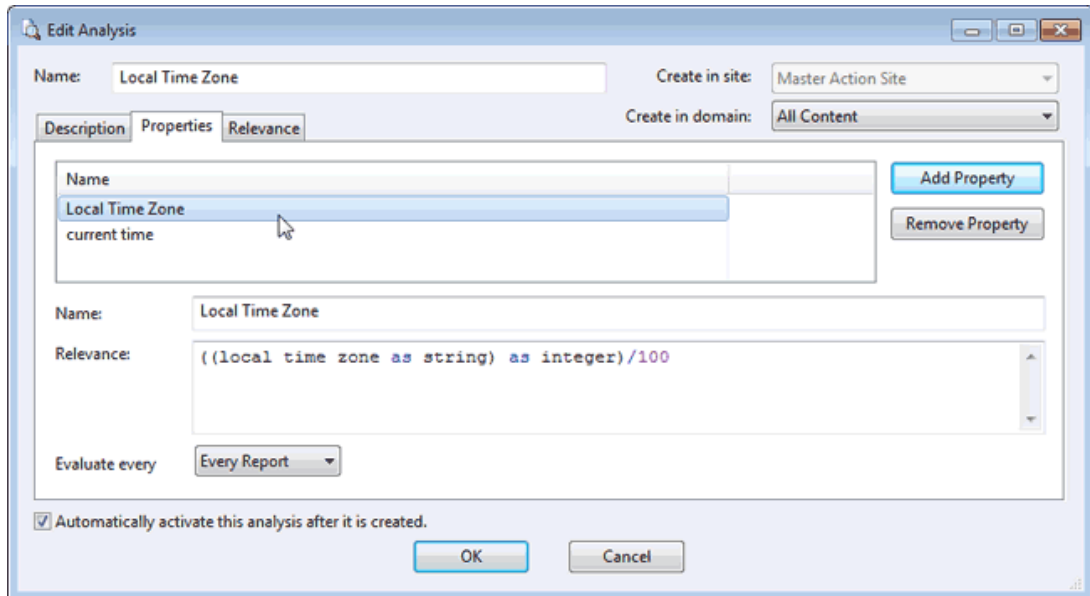 Edit Analysis
Name: Local Time Zone Create in site: Master Action Site
Create in domain: All Content
Description Properties Relevance
Name
Add Property
Local Time Zone
Remove Property
current time
Name: Local Time Zone
Relevance: ((local time zone as string) as integer)/100
Evaluate every Every Report
Automatically activate this analysis after it is created.
OK Cancel